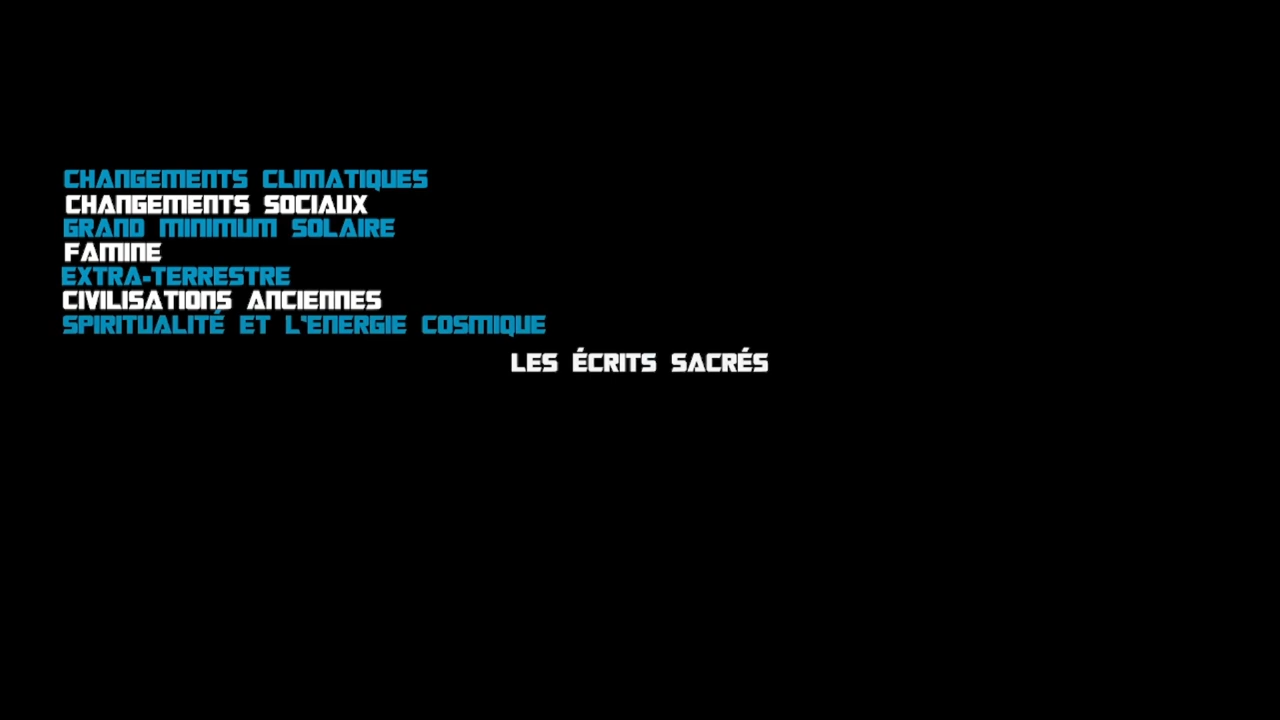 CHANGEMENTS CLIMATIQUES
CHANGEMENTS SOCIAUX
GRAND MINIMUM SOLAIRE
FAMINE
EXTRA-TERRESTRE
CIVILISATIONS ANCIENNES
SPIRITUALITÉ ET L'ENERGIE COSMIQUE
LES ÉCRITS SACRÉS